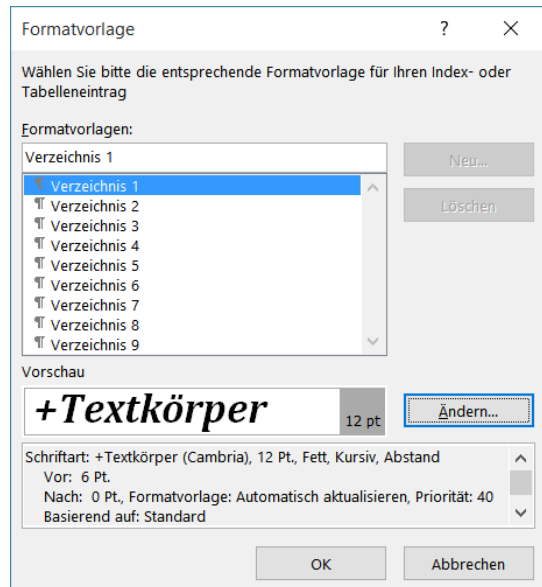 Formatvorlage
?
Wählen Sie bitte die entsprechende Formatvorlage für Ihren Index- oder
Tabelleneintrag
Formatvorlagen:
Verzeichnis 1
Neu...
¶ Verzeichnis 1
Löschen
¶ Verzeichnis 2
¶ Verzeichnis 3
¶ Verzeichnis 4
¶ Verzeichnis 5
¶ Verzeichnis 6
¶ Verzeichnis 7
¶ Verzeichnis 8
¶ Verzeichnis 9
Vorschau
+Textkörper
12 pt
Ändern...
Schriftart: +Textkörper (Cambria), 12 Pt., Fett, Kursiv, Abstand
Vor: 6 Pt.
Nach: 0 Pt., Formatvorlage: Automatisch aktualisieren, Priorität: 40
Basierend auf: Standard
OK
Abbrechen